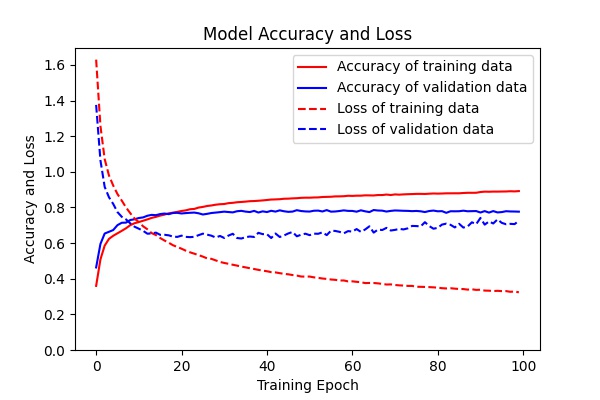 Model Accuracy and Loss
Accuracy of training data
Accuracy of validation data
Loss of training data
Loss of validation data
Accuracy and Loss
1.6
1.4
1.2
1.0
0.8
0.6
0.4
0.2
0.0
0 20 40 60 80 100
Training Epoch